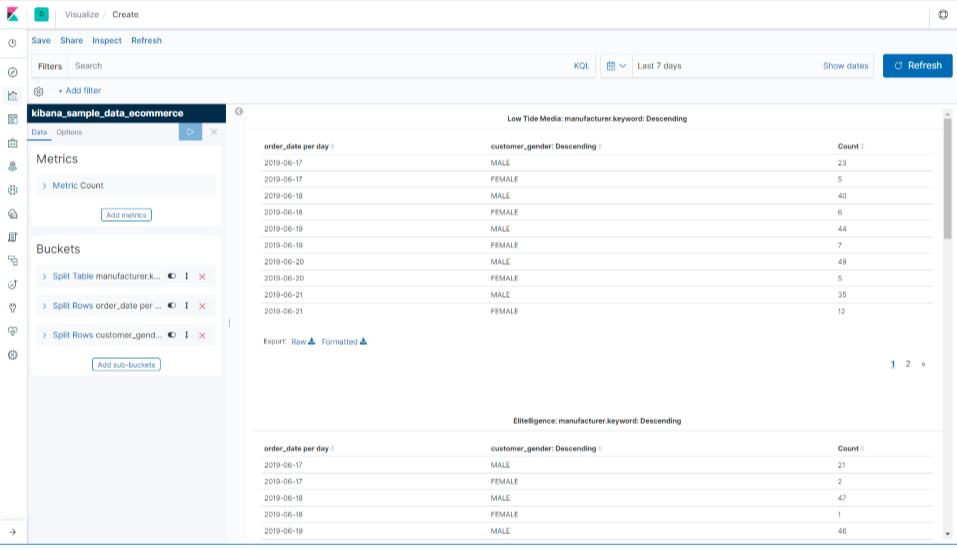 D Visualize / Create
Save Share Inspect Refresh
Filters Search KQL Last 7 days Show dates Refresh
+ Add filter
kibana_sample_data_ecommerce
Data Options
Metrics
Metric Count
Add metrics
Buckets
Split Table manufacturer.k...
Split Rows order_date per ...
Split Rows customer_gend...
Add sub-buckets
Low Tide Media: manufacturer.keyword: Descending
order_date per day customer_gender: Descending Count
2019-06-17 MALE 23
2019-06-17 FEMALE 5
2019-06-18 MALE 40
2019-06-18 FEMALE 6
2019-06-19 MALE 44
2019-06-19 FEMALE 7
2019-06-20 MALE 49
2019-06-20 FEMALE 5
2019-06-21 MALE 35
2019-06-21 FEMALE 12
Export: Raw Formatted
1 2 »
Elitelligence: manufacturer.keyword: Descending
order_date per day customer_gender: Descending Count
2019-06-17 MALE 21
2019-06-17 FEMALE 2
2019-06-18 MALE 47
2019-06-18 FEMALE 1
2019-06-19 MALE 46